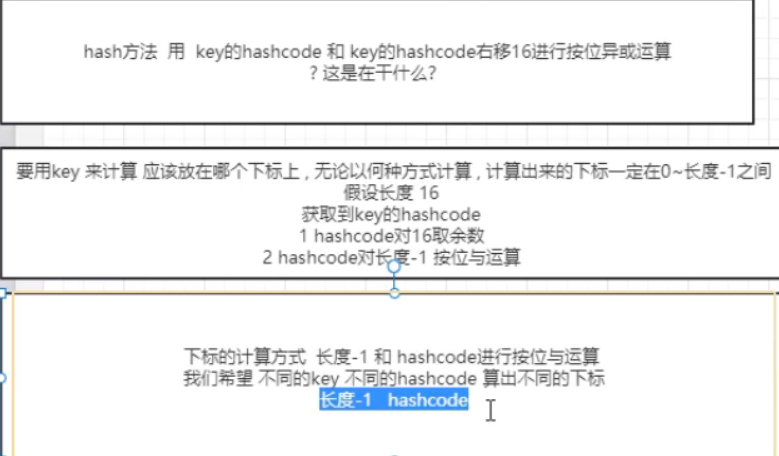 hash方法 用 key的hashcode 和 key的hashcode右移16进行按位异或运算
? 这是在干什么?
要用key 来计算 应该放在哪个下标上 , 无论以何种方式计算 , 计算出来的下标一定在0~长度-1之间
假设长度 16
获取到key的hashcode
1 hashcode对16取余数
2 hashcode对长度-1 按位与运算
下标的计算方式 长度-1 和 hashcode进行按位与运算
我们希望 不同的key 不同的hashcode 算出不同的下标
长度-1 hashcode